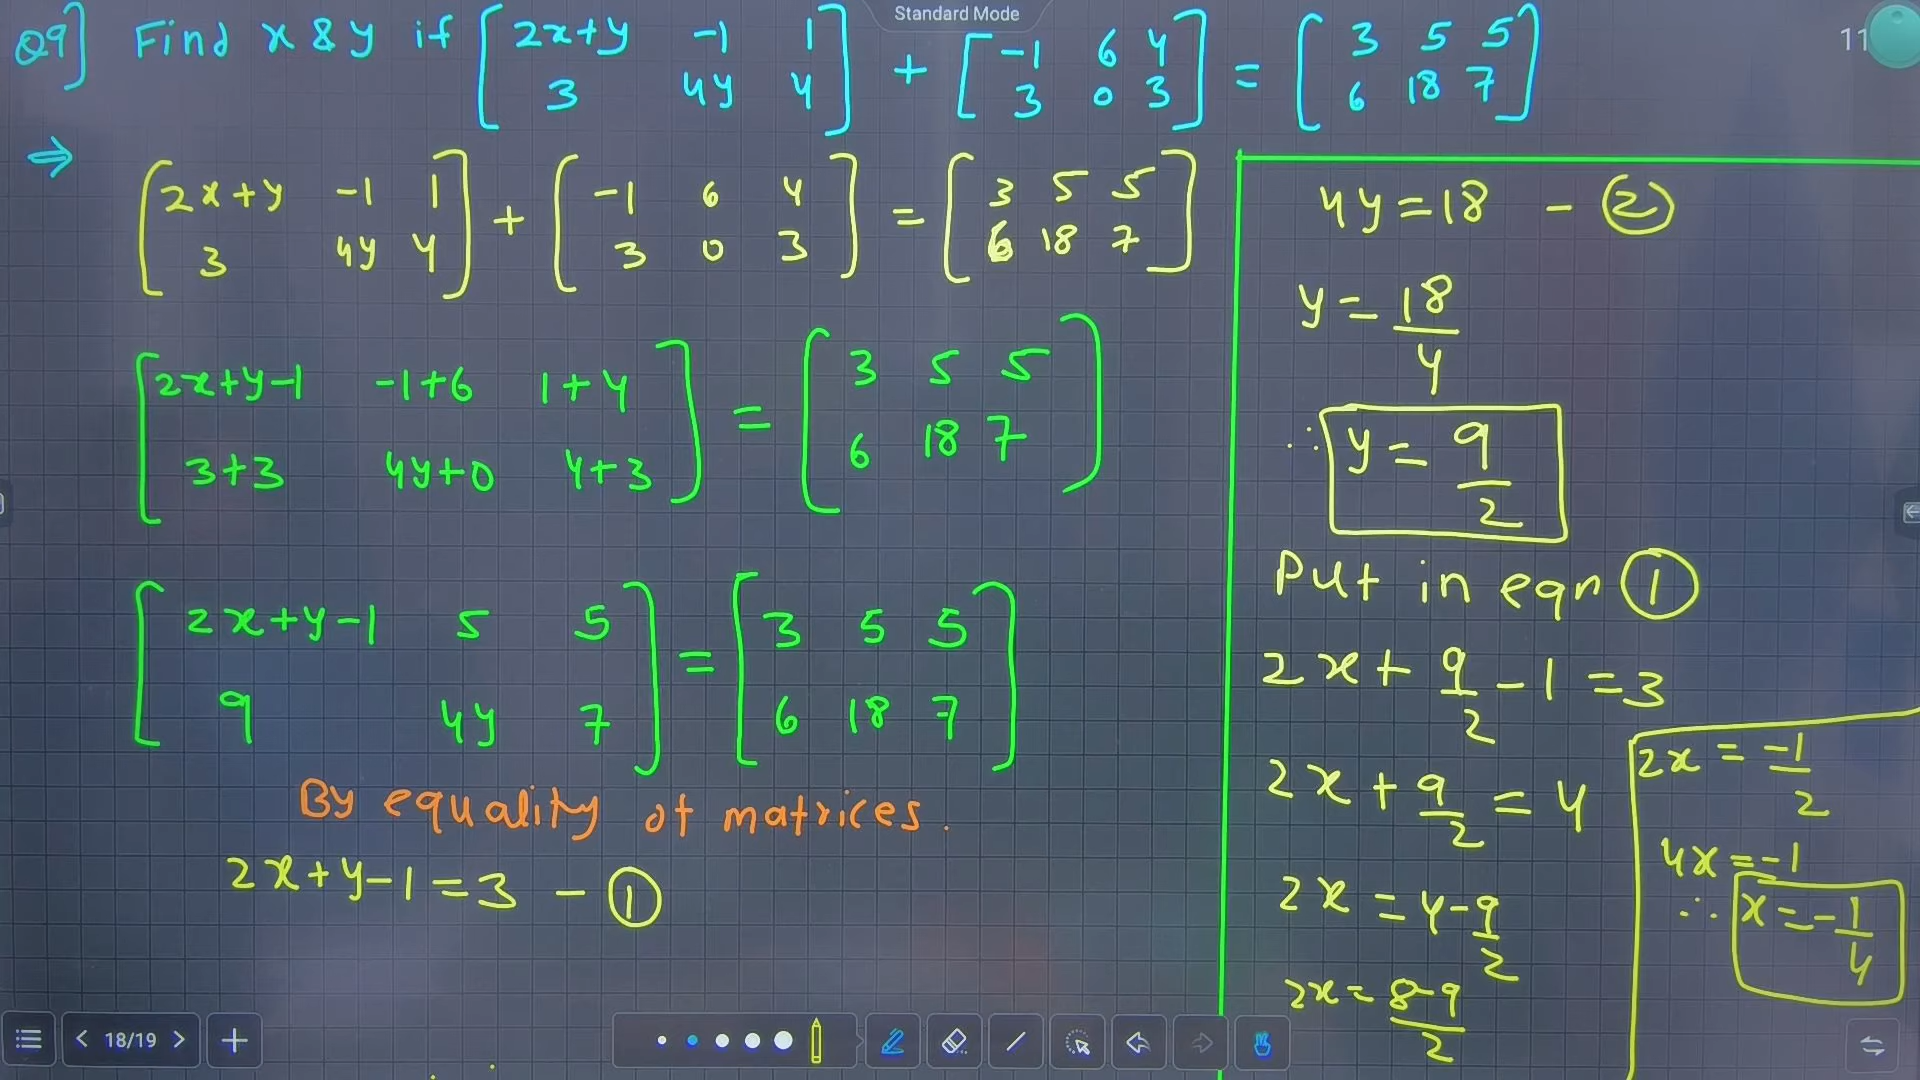 Standard Mode
11
Q9] Find x & y if [2x+y -1 1] + [-1 6 4] = [3 5 5]
[3 4y 4] [3 0 3] [6 18 7]
⇒ [2x+y -1 1] + [-1 6 4] = [3 5 5]
[3 4y 4] [3 0 3] [6 18 7]
[2x+y-1 -1+6 1+4] = [3 5 5]
[3+3 4y+0 4+3] [6 18 7]
[2x+y-1 5 5] = [3 5 5]
[9 4y 7] [6 18 7]
By equality of matrices.
2x+y-1=3 - ①
4y=18 - ②
y=18/4
∴ y=9/2
Put in eqn ①
2x+9/2-1=3
2x+9/2=4
2x=4-9/2
2x=8-9/2
2x=-1/2
4x=-1
∴ x=-1/4
18/19